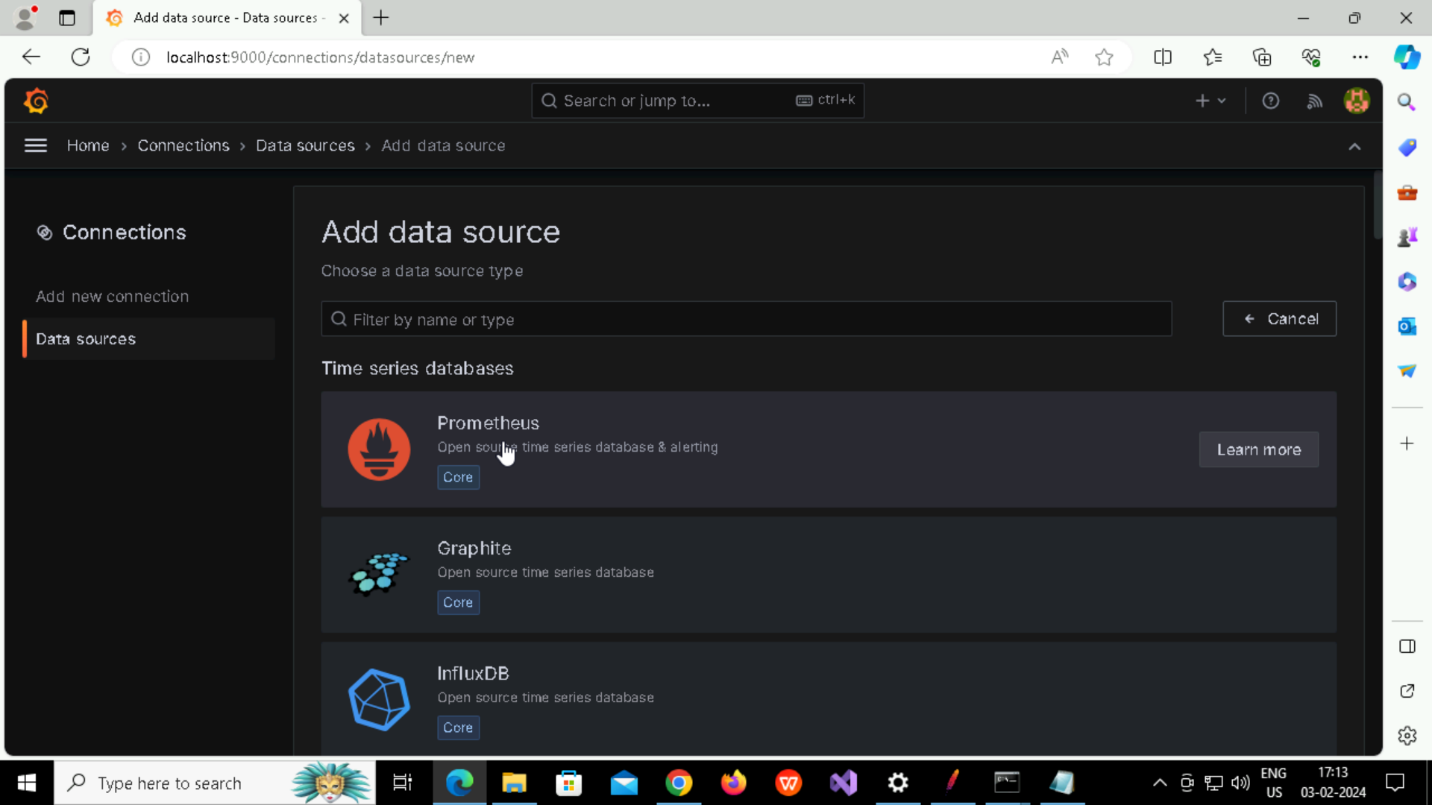 Add data source - Data sources -
localhost:9000/connections/datasources/new
Search or jump to...
ctrl+k
Home › Connections › Data sources › Add data source
Connections
Add new connection
Data sources
Add data source
Choose a data source type
Filter by name or type
Cancel
Time series databases
Prometheus
Open source time series database & alerting
Core
Learn more
Graphite
Open source time series database
Core
InfluxDB
Open source time series database
Core
Type here to search
ENG
US
17:13
03-02-2024